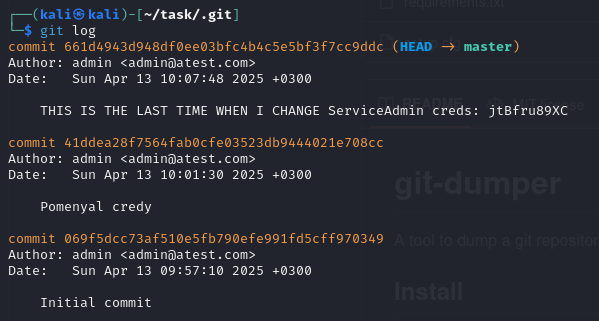 ┌──(kali㉿kali)-[~/task/.git]
└─$ git log
commit 661d4943d948df0ee03bfc4b4c5e5bf3f7cc9ddc (HEAD → master)
Author: admin <admin@atest.com>
Date:   Sun Apr 13 10:07:48 2025 +0300
THIS IS THE LAST TIME WHEN I CHANGE ServiceAdmin creds: jtBfru89XC
commit 41ddea28f7564fab0cfe03523db9444021e708cc
Author: admin <admin@atest.com>
Date:   Sun Apr 13 10:01:30 2025 +0300
Pomenyal credy
commit 069f5dcc73af510e5fb790efe991fd5cff970349
Author: admin <admin@atest.com>
Date:   Sun Apr 13 09:57:10 2025 +0300
Initial commit
requirements.txt
README
license
git-dumper
A tool to dump a git repositor
Install